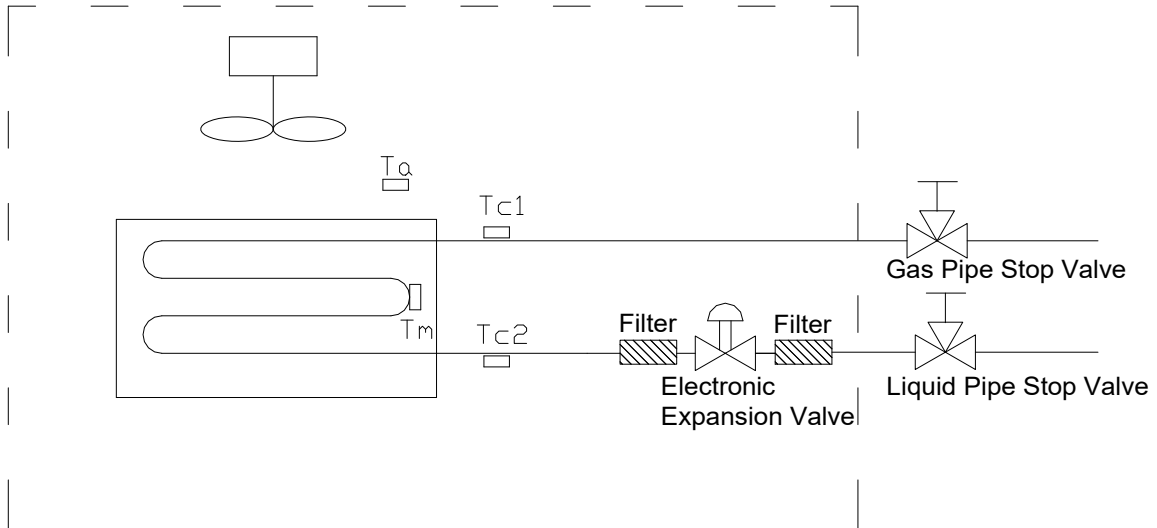 Ta
Tc1
Gas Pipe Stop Valve
Tm
Tc2
Filter
Filter
Electronic
Expansion Valve
Liquid Pipe Stop Valve